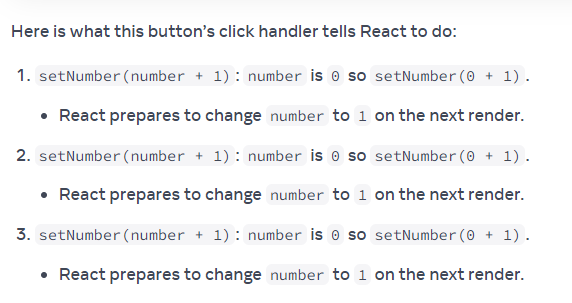 Here is what this button’s click handler tells React to do:
1. setNumber(number + 1): number is 0 so setNumber(0 + 1).
• React prepares to change number to 1 on the next render.
2. setNumber(number + 1): number is 0 so setNumber(0 + 1).
• React prepares to change number to 1 on the next render.
3. setNumber(number + 1): number is 0 so setNumber(0 + 1).
• React prepares to change number to 1 on the next render.